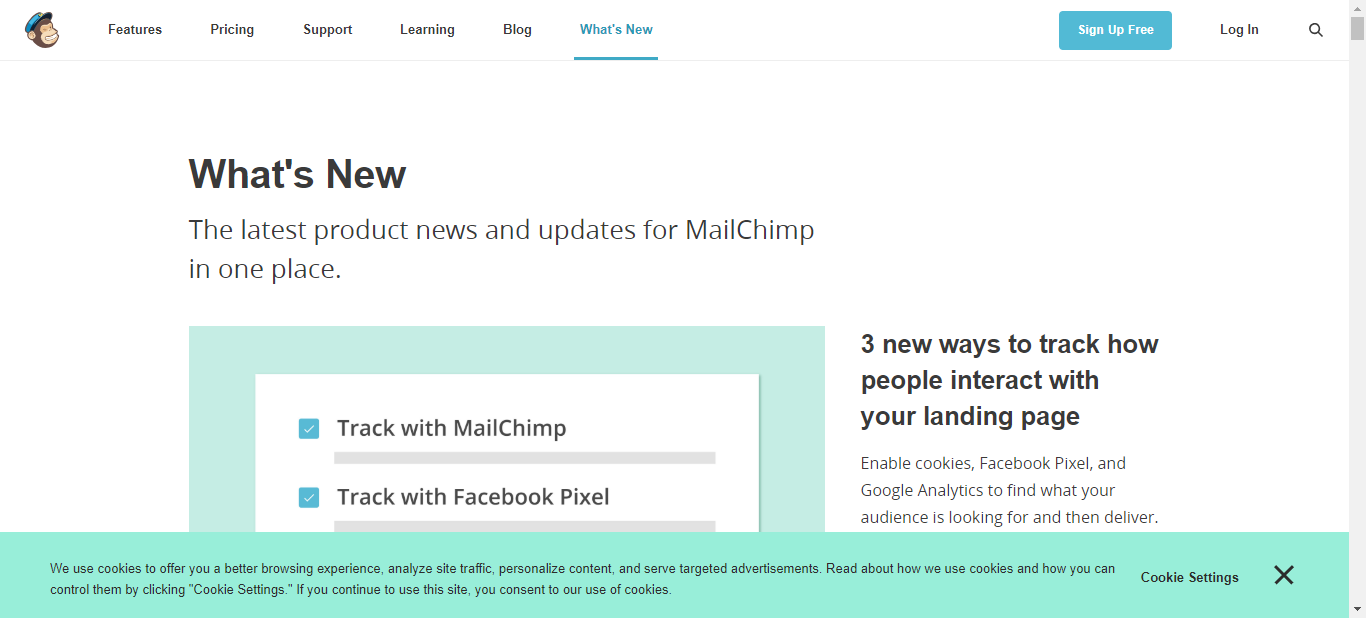 Features
Pricing
Support
Learning
Blog
What's New
Sign Up Free
Log In
What's New
The latest product news and updates for MailChimp
in one place.
Track with MailChimp
Track with Facebook Pixel
3 new ways to track how
people interact with
your landing page
Enable cookies, Facebook Pixel, and
Google Analytics to find what your
audience is looking for and then deliver.
We use cookies to offer you a better browsing experience, analyze site traffic, personalize content, and serve targeted advertisements. Read about how we use cookies and how you can
control them by clicking "Cookie Settings." If you continue to use this site, you consent to our use of cookies.
Cookie Settings